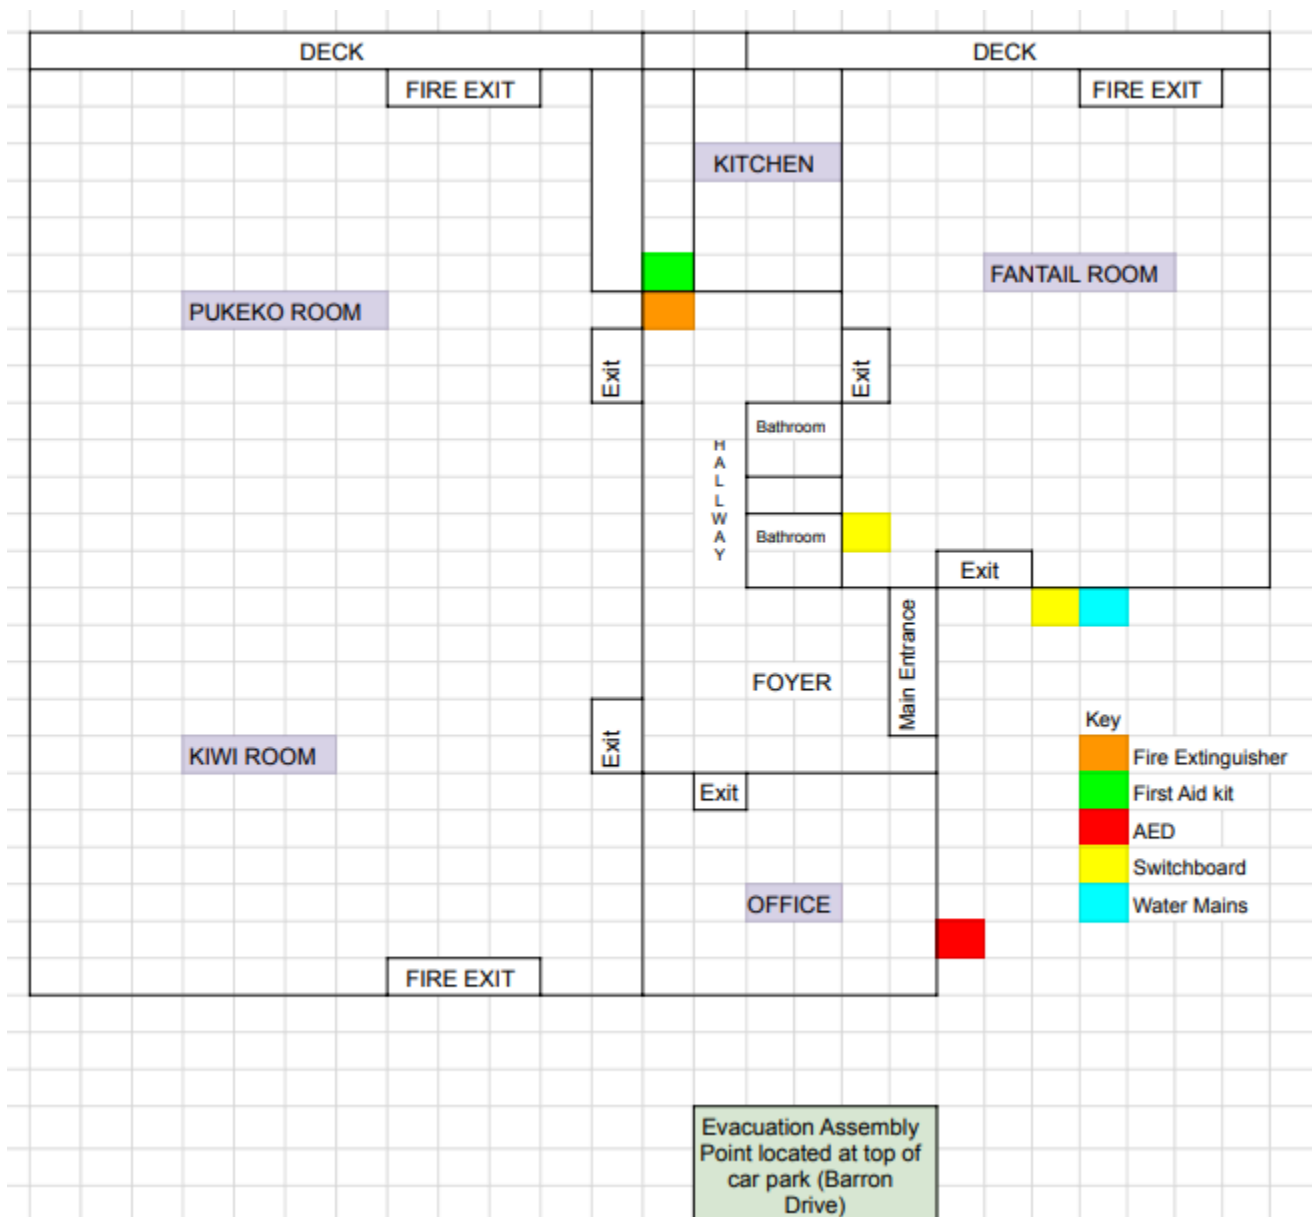 DECK
DECK
FIRE EXIT
FIRE EXIT
KITCHEN
FANTAIL ROOM
PUKEKO ROOM
Exit
Exit
Bathroom
HALLWAY
Bathroom
Exit
Main Entrance
FOYER
Key
KIWI ROOM
Exit
Fire Extinguisher
Exit
First Aid kit
AED
Switchboard
OFFICE
Water Mains
FIRE EXIT
Evacuation Assembly
Point located at top of
car park (Barron
Drive)